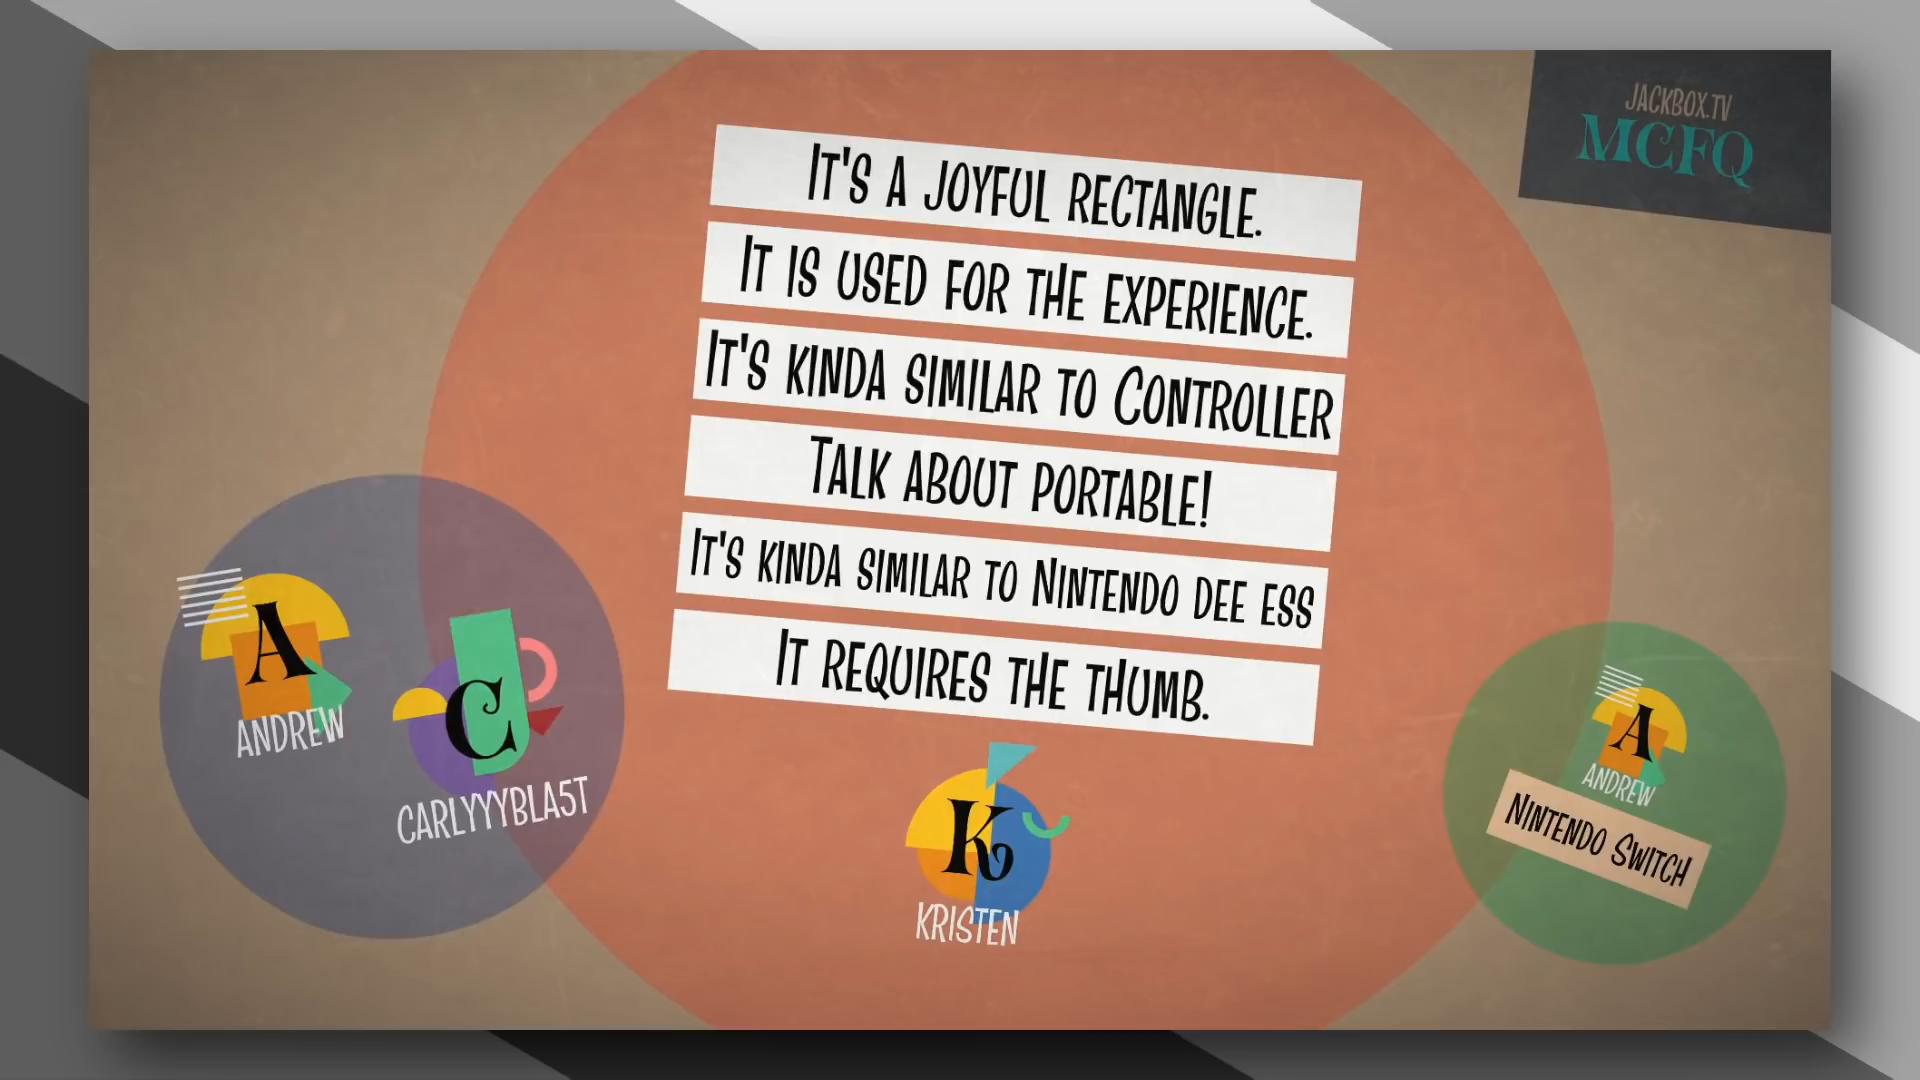 JACKBOX.TV
MCFQ
IT'S A JOYFUL RECTANGLE.
IT IS USED FOR THE EXPERIENCE.
IT'S KINDA SIMILAR TO CONTROLLER
TALK ABOUT PORTABLE!
IT'S KINDA SIMILAR TO NINTENDO DEE ESS
IT REQUIRES THE THUMB.
A
ANDREW
C
CARLYYYBLA5T
K
KRISTEN
A
ANDREW
NINTENDO SWITCH